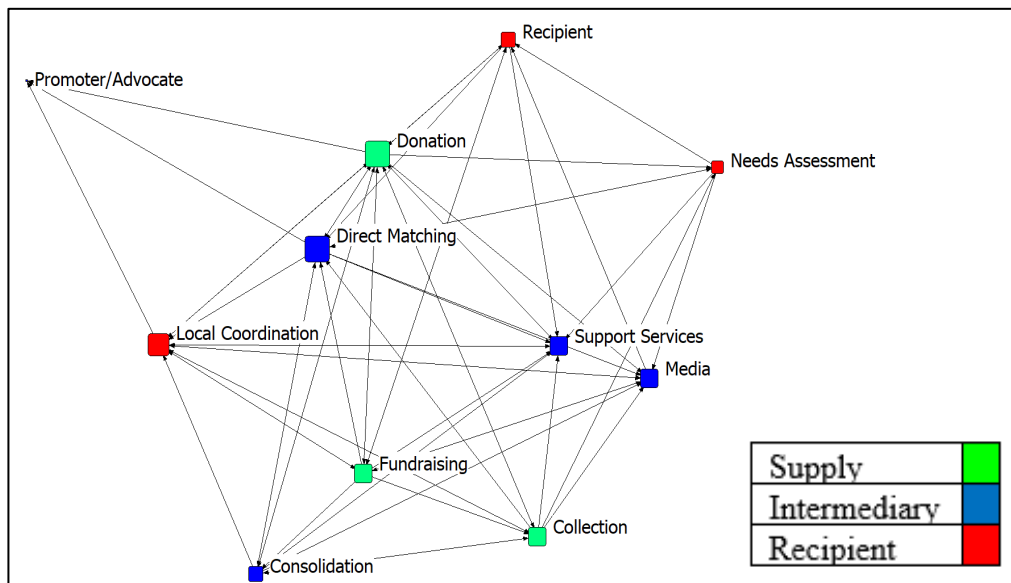 Recipient
Promoter/Advocate
Donation
Needs Assessment
Direct Matching
Local Coordination
Support Services
Media
Fundraising
Collection
Consolidation
Supply
Intermediary
Recipient